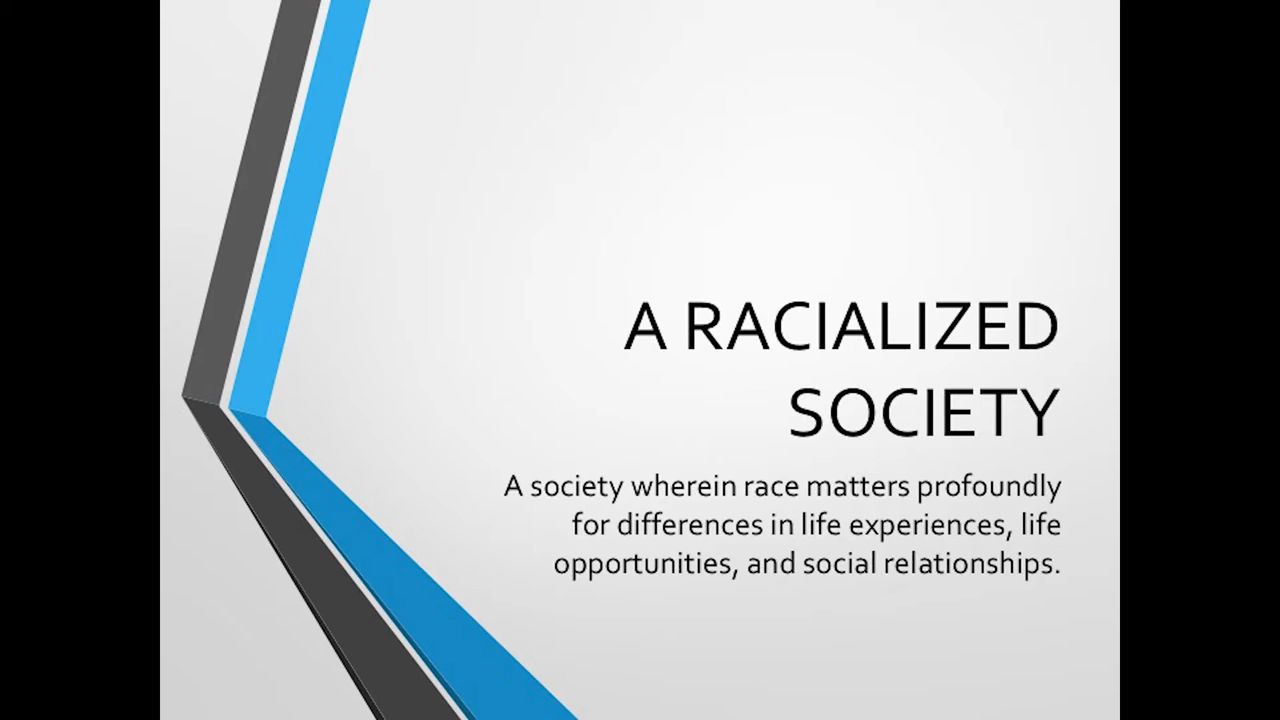 A RACIALIZED
SOCIETY
A society wherein race matters profoundly
for differences in life experiences, life
opportunities, and social relationships.